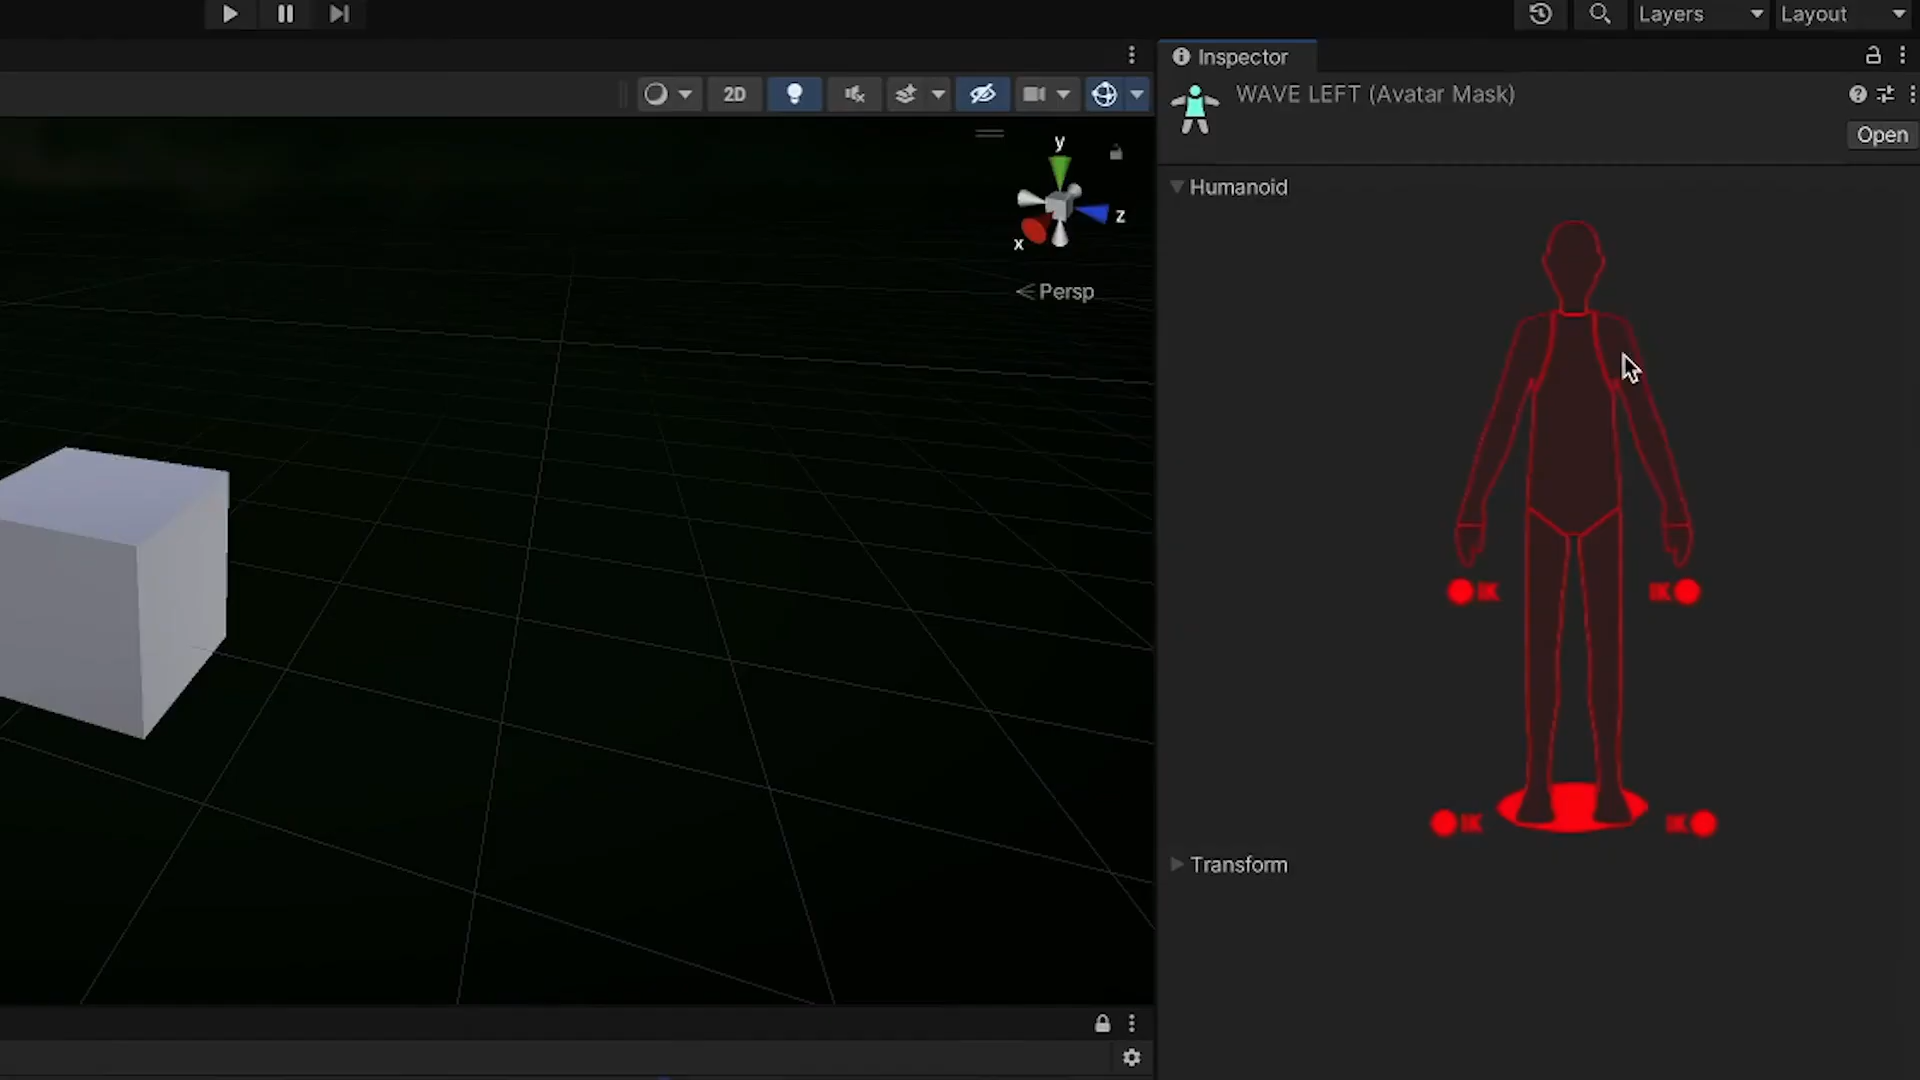 Layers
Layout
Inspector
2D
WAVE LEFT (Avatar Mask)
Open
y
z
x
Persp
Humanoid
IK
IK
IK
IK
Transform